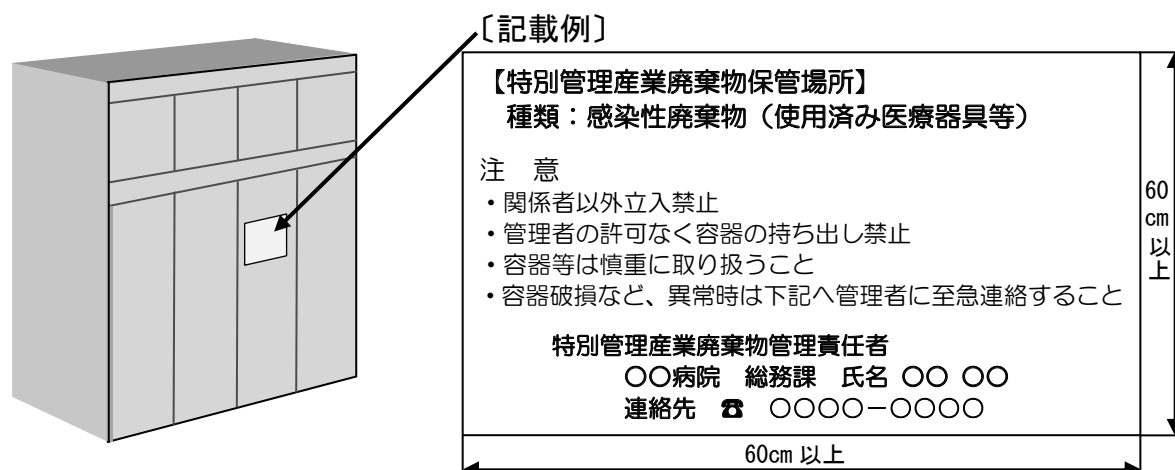 〔記載例〕
【特別管理産業廃棄物保管場所】
種類：感染性廃棄物（使用済み医療器具等）
注　意
・関係者以外立入禁止
・管理者の許可なく容器の持ち出し禁止
・容器等は慎重に取り扱うこと
・容器破損など、異常時は下記へ管理者に至急連絡すること
特別管理産業廃棄物管理責任者
〇〇病院　総務課　氏名 〇〇 〇〇
連絡先　☎　〇〇〇〇－〇〇〇〇
60cm以上
60cm 以上